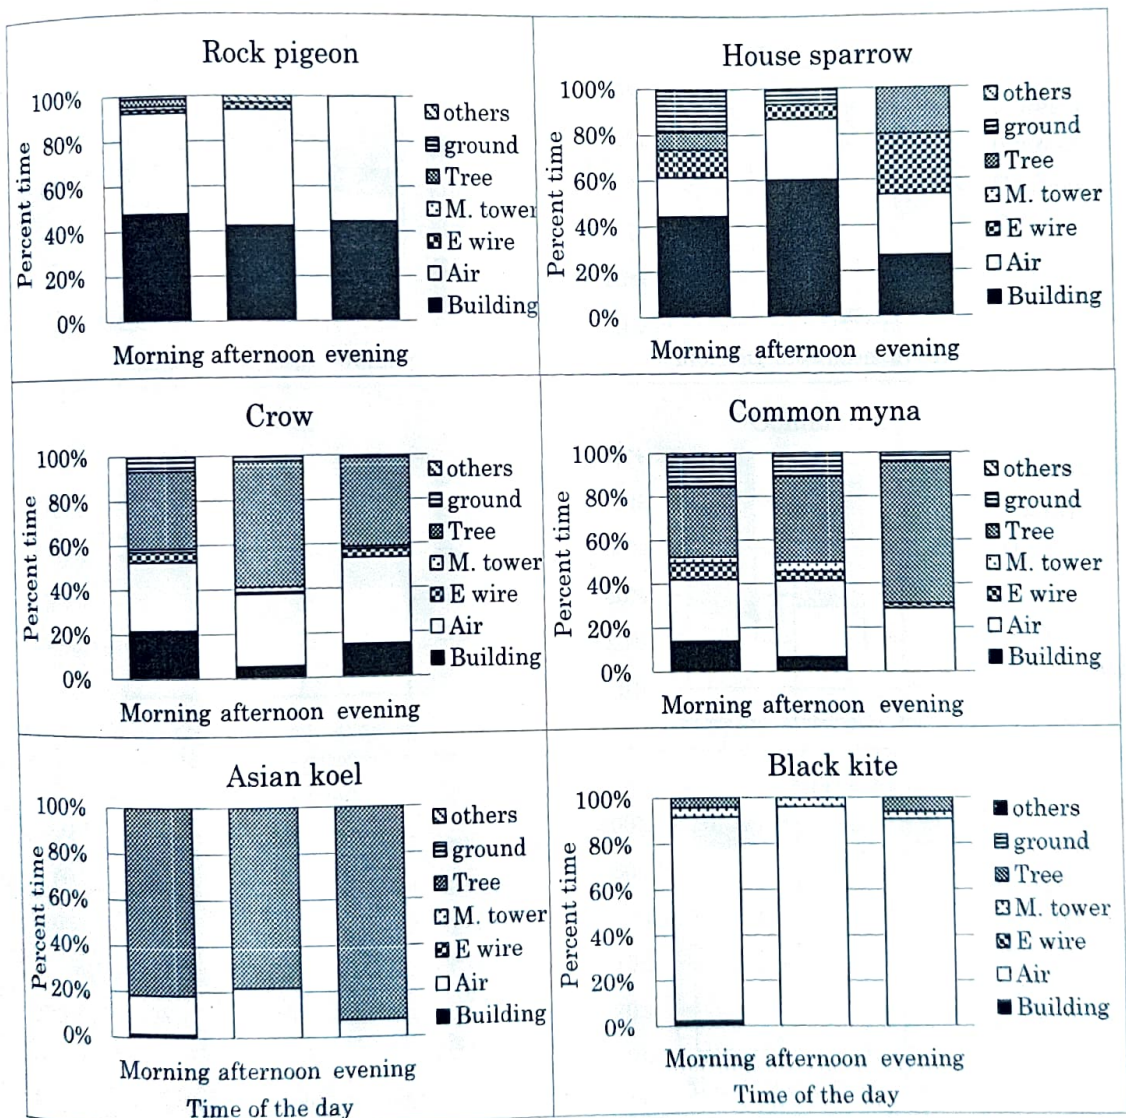 Rock pigeon
Percent time
100%
80%
60%
40%
20%
0%
others
ground
Tree
M. tower
E wire
Air
Building
Morning afternoon evening
House sparrow
Percent time
100%
80%
60%
40%
20%
0%
others
ground
Tree
M. tower
E wire
Air
Building
Morning afternoon evening
Crow
Percent time
100%
80%
60%
40%
20%
0%
others
ground
Tree
M. tower
E wire
Air
Building
Morning afternoon evening
Common myna
Percent time
100%
80%
60%
40%
20%
0%
others
ground
Tree
M. tower
E wire
Air
Building
Morning afternoon evening
Asian koel
Percent time
100%
80%
60%
40%
20%
0%
others
ground
Tree
M. tower
E wire
Air
Building
Morning afternoon evening
Time of the day
Black kite
Percent time
100%
80%
60%
40%
20%
0%
others
ground
Tree
M. tower
E wire
Air
Building
Morning afternoon evening
Time of the day